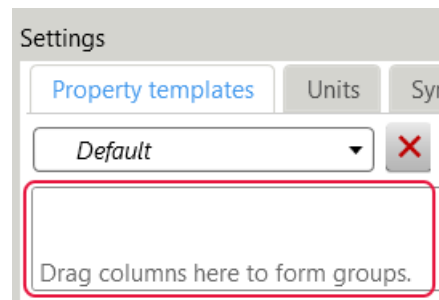 Settings
Property templates Units
Default
Drag columns here to form groups.